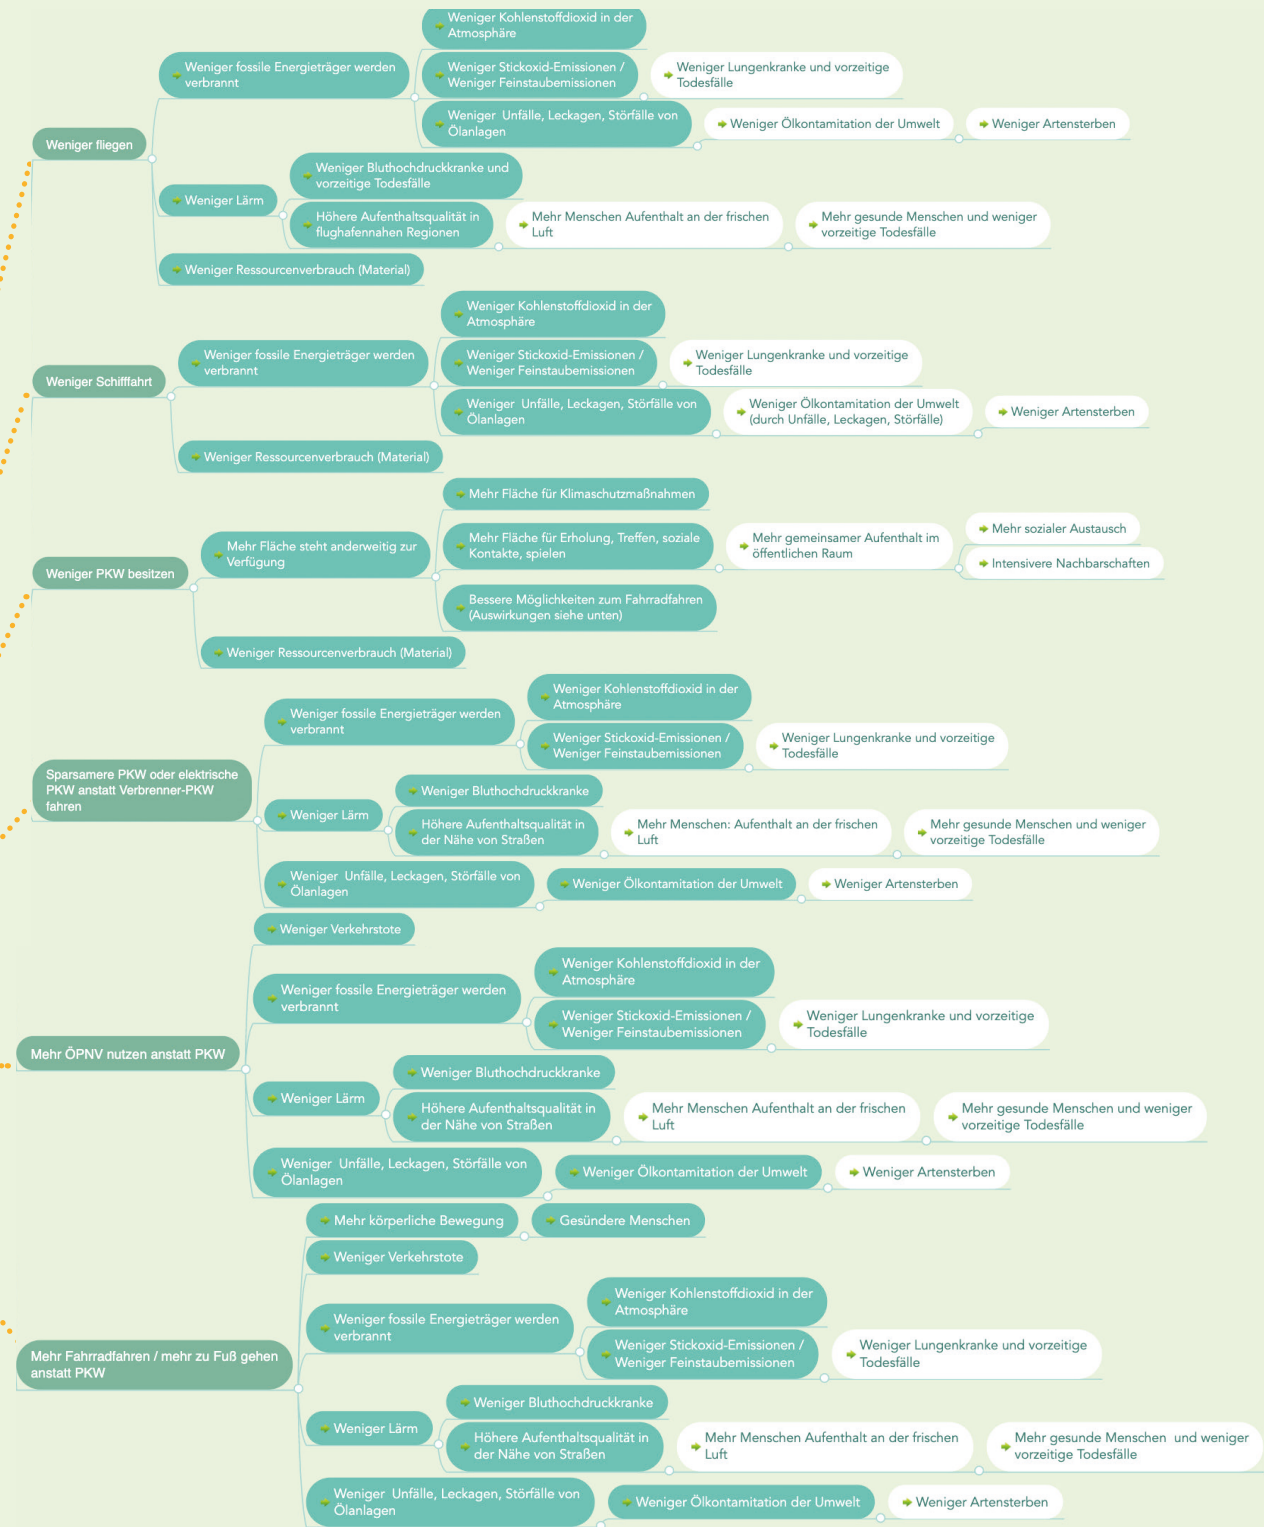 Weniger Kohlenstoffdioxid in der
Atmosphäre
Weniger fossile Energieträger werden
verbrannt
Weniger Stickoxid-Emissionen /
Weniger Feinstaubemissionen
Weniger Lungenkranke und vorzeitige
Todesfälle
Weniger  Unfälle, Leckagen, Störfälle von
Ölanlagen
Weniger Ölkontamitation der Umwelt
Weniger Artensterben
Weniger fliegen
Weniger Bluthochdruckkranke und
vorzeitige Todesfälle
Weniger Lärm
Höhere Aufenthaltsqualität in
flughafennahen Regionen
Mehr Menschen Aufenthalt an der frischen
Luft
Mehr gesunde Menschen und weniger
vorzeitige Todesfälle
Weniger Ressourcenverbrauch (Material)
Weniger Kohlenstoffdioxid in der
Atmosphäre
Weniger fossile Energieträger werden
verbrannt
Weniger Stickoxid-Emissionen /
Weniger Feinstaubemissionen
Weniger Lungenkranke und vorzeitige
Todesfälle
Weniger Schifffahrt
Weniger  Unfälle, Leckagen, Störfälle von
Ölanlagen
Weniger Ölkontamitation der Umwelt
(durch Unfälle, Leckagen, Störfälle)
Weniger Artensterben
Weniger Ressourcenverbrauch (Material)
Mehr Fläche für Klimaschutzmaßnahmen
Mehr Fläche steht anderweitig zur
Verfügung
Mehr Fläche für Erholung, Treffen, soziale
Kontakte, spielen
Mehr gemeinsamer Aufenthalt im
öffentlichen Raum
Mehr sozialer Austausch
Intensivere Nachbarschaften
Weniger PKW besitzen
Bessere Möglichkeiten zum Fahrradfahren
(Auswirkungen siehe unten)
Weniger Ressourcenverbrauch (Material)
Weniger Kohlenstoffdioxid in der
Atmosphäre
Weniger fossile Energieträger werden
verbrannt
Weniger Stickoxid-Emissionen /
Weniger Feinstaubemissionen
Weniger Lungenkranke und vorzeitige
Todesfälle
Sparsamere PKW oder elektrische
PKW anstatt Verbrenner-PKW
fahren
Weniger Bluthochdruckkranke
Weniger Lärm
Höhere Aufenthaltsqualität in
der Nähe von Straßen
Mehr Menschen: Aufenthalt an der frischen
Luft
Mehr gesunde Menschen und weniger
vorzeitige Todesfälle
Weniger  Unfälle, Leckagen, Störfälle von
Ölanlagen
Weniger Ölkontamitation der Umwelt
Weniger Artensterben
Weniger Verkehrstote
Weniger Kohlenstoffdioxid in der
Atmosphäre
Weniger fossile Energieträger werden
verbrannt
Weniger Stickoxid-Emissionen /
Weniger Feinstaubemissionen
Weniger Lungenkranke und vorzeitige
Todesfälle
Mehr ÖPNV nutzen anstatt PKW
Weniger Bluthochdruckkranke
Weniger Lärm
Höhere Aufenthaltsqualität in
der Nähe von Straßen
Mehr Menschen Aufenthalt an der frischen
Luft
Mehr gesunde Menschen und weniger
vorzeitige Todesfälle
Weniger  Unfälle, Leckagen, Störfälle von
Ölanlagen
Weniger Ölkontamitation der Umwelt
Weniger Artensterben
Mehr körperliche Bewegung
Gesündere Menschen
Weniger Verkehrstote
Weniger Kohlenstoffdioxid in der
Atmosphäre
Weniger fossile Energieträger werden
verbrannt
Weniger Stickoxid-Emissionen /
Weniger Feinstaubemissionen
Weniger Lungenkranke und vorzeitige
Todesfälle
Mehr Fahrradfahren / mehr zu Fuß gehen
anstatt PKW
Weniger Bluthochdruckkranke
Weniger Lärm
Höhere Aufenthaltsqualität in
der Nähe von Straßen
Mehr Menschen Aufenthalt an der frischen
Luft
Mehr gesunde Menschen  und weniger
vorzeitige Todesfälle
Weniger  Unfälle, Leckagen, Störfälle von
Ölanlagen
Weniger Ölkontamitation der Umwelt
Weniger Artensterben